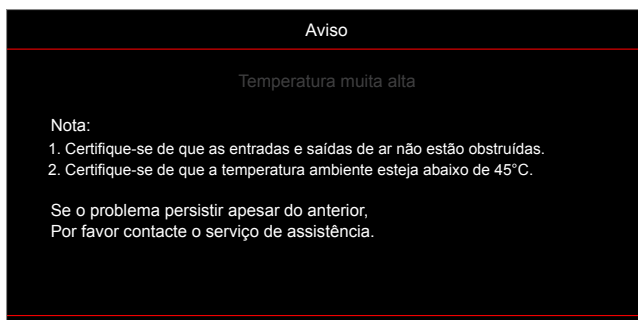 Aviso
Temperatura muita alta
Nota:
1. Certifique-se de que as entradas e saídas de ar não estão obstruídas.
2. Certifique-se de que a temperatura ambiente esteja abaixo de 45°C.
Se o problema persistir apesar do anterior,
Por favor contacte o serviço de assistência.